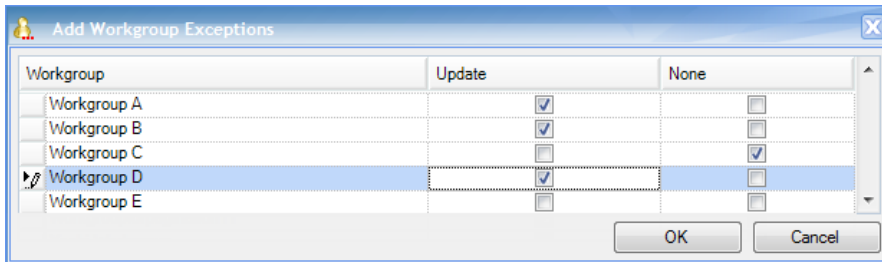 Add Workgroup Exceptions
Workgroup Update None
Workgroup A
Workgroup B
Workgroup C
Workgroup D
Workgroup E
OK Cancel